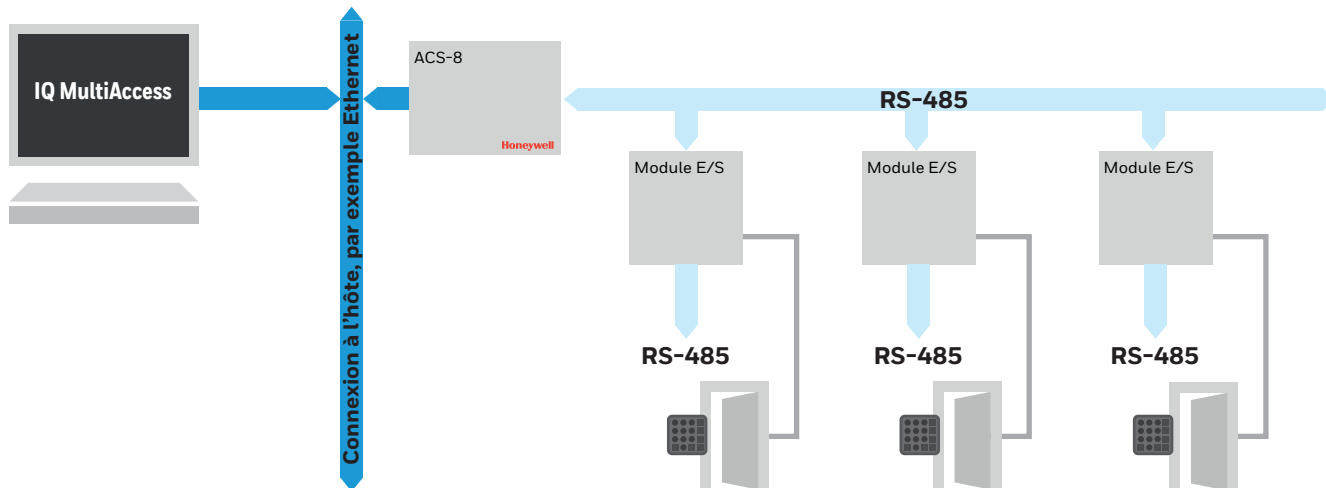 IQ MultiAccess
Connexion à l'hôte, par exemple Ethernet
ACS-8
Honeywell
RS-485
Module E/S
Module E/S
Module E/S
RS-485
RS-485
RS-485